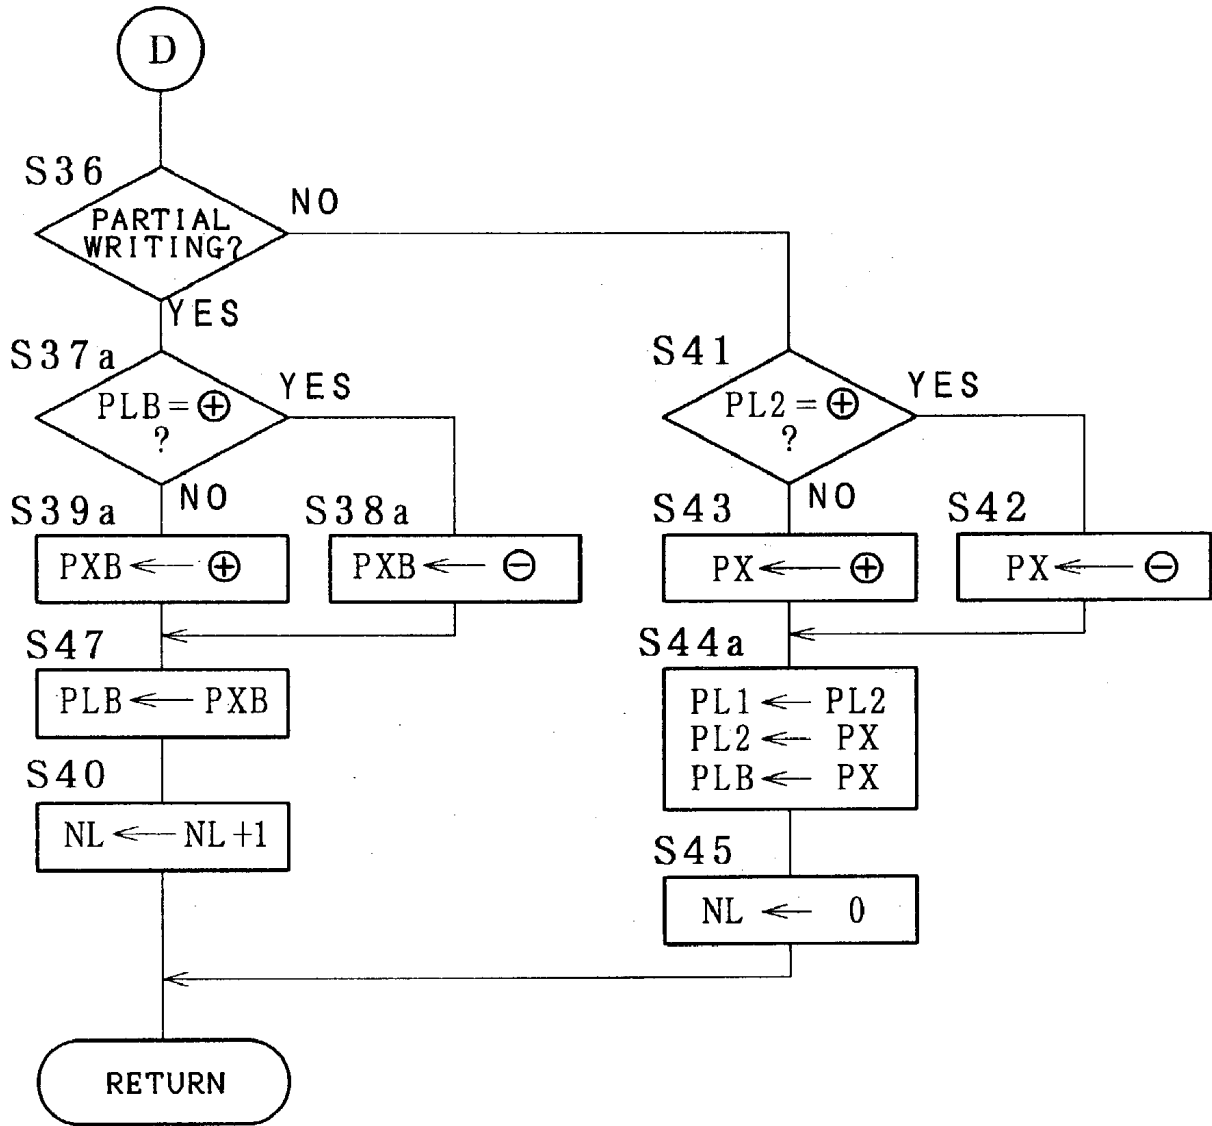 D
S36
PARTIAL
WRITING?
NO
YES
S37a
PLB=⊕
?
YES
NO
S39a
PXB← ⊕
S38a
PXB← ⊖
S47
PLB← PXB
S40
NL← NL+1
S41
PL2=⊕
?
YES
NO
S43
PX← ⊕
S42
PX← ⊖
S44a
PL1← PL2
PL2← PX
PLB← PX
S45
NL ← 0
RETURN